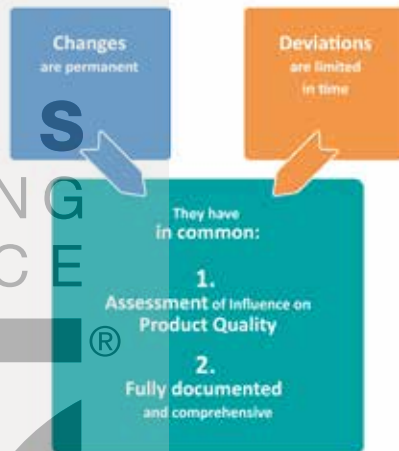 Changes
are permanent
Deviations
are limited
in time
S
NG
CE
®
They have
in common:
1.
Assessment of Influence on
Product Quality
2.
Fully documented
and comprehensive